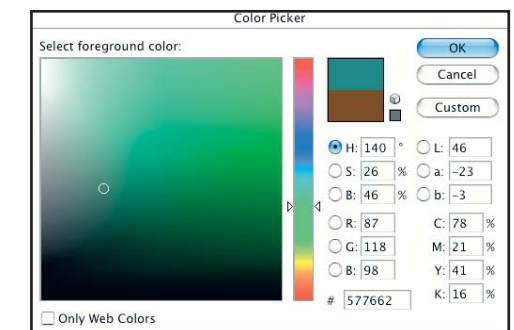 Color Picker
Select foreground color:
OK
Cancel
Custom
H: 140 °
S: 26 %
B: 46 %
R: 87
G: 118
B: 98
# 577662
L: 46
a: -23
b: -3
C: 78 %
M: 21 %
Y: 41 %
K: 16 %
Only Web Colors